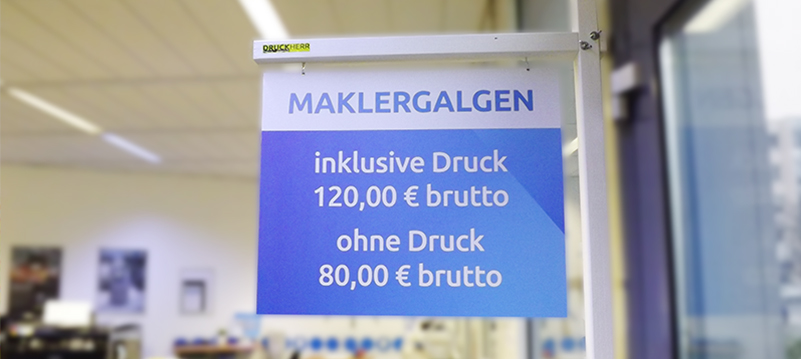 DRUCKHERR
MAKLERGALGEN
inklusive Druck
120,00 € brutto
ohne Druck
80,00 € brutto